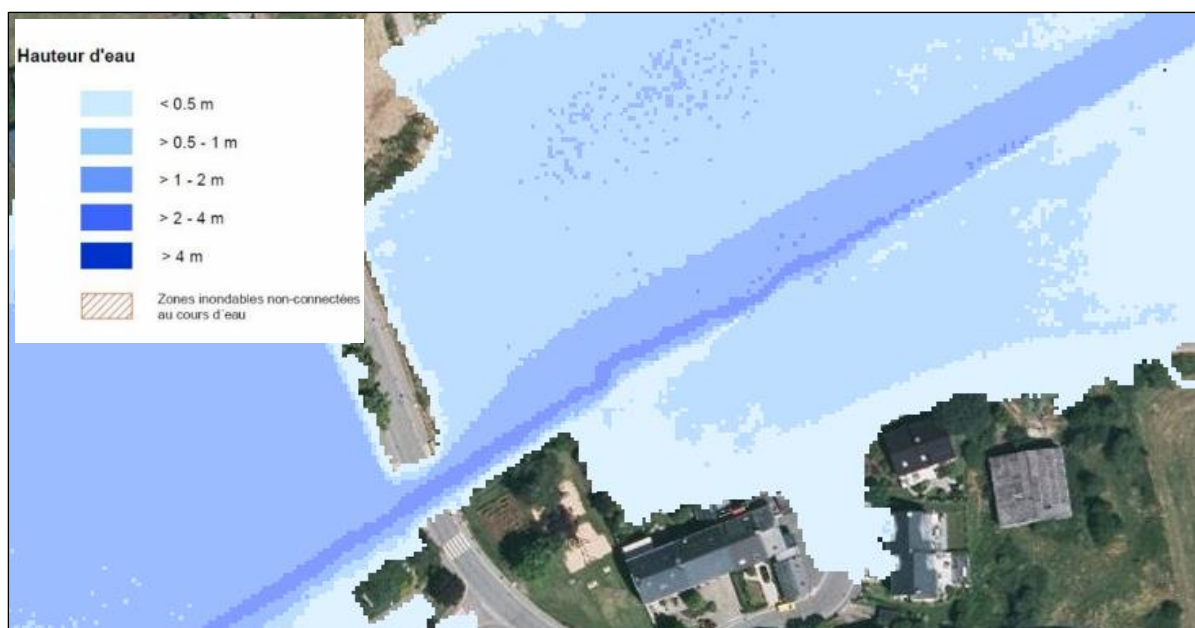 Hauteur d'eau
< 0.5 m
> 0.5 - 1 m
> 1 - 2 m
> 2 - 4 m
> 4 m
Zones inondables non-connectées
au cours d´eau